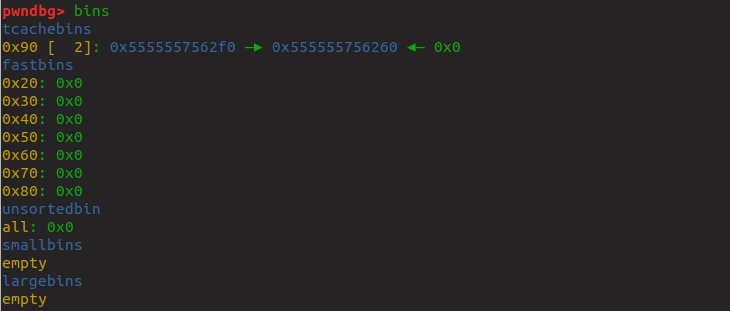 pwndbg> bins
tcachebins
0x90 [  2]: 0x5555557562f0 —▸ 0x555555756260 ◂— 0x0
fastbins
0x20: 0x0
0x30: 0x0
0x40: 0x0
0x50: 0x0
0x60: 0x0
0x70: 0x0
0x80: 0x0
unsortedbin
all: 0x0
smallbins
empty
largebins
empty